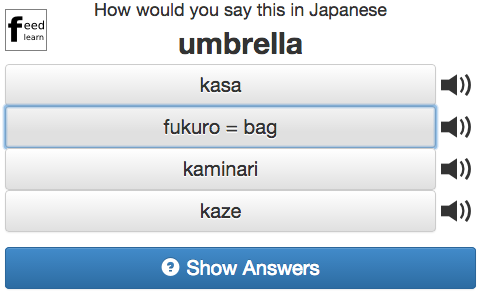 How would you say this in Japanese
feed
learn
umbrella
kasa
fukuro = bag
kaminari
kaze
? Show Answers